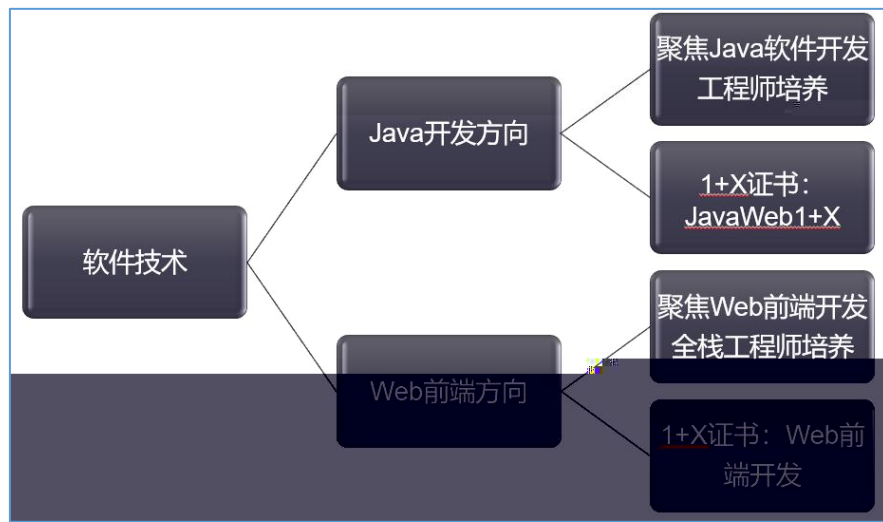 软件技术
Java开发方向
聚焦Java软件开发
工程师培养
1+X证书：
JavaWeb1+X
Web前端方向
聚焦Web前端开发
全栈工程师培养
1+X证书：Web前
端开发